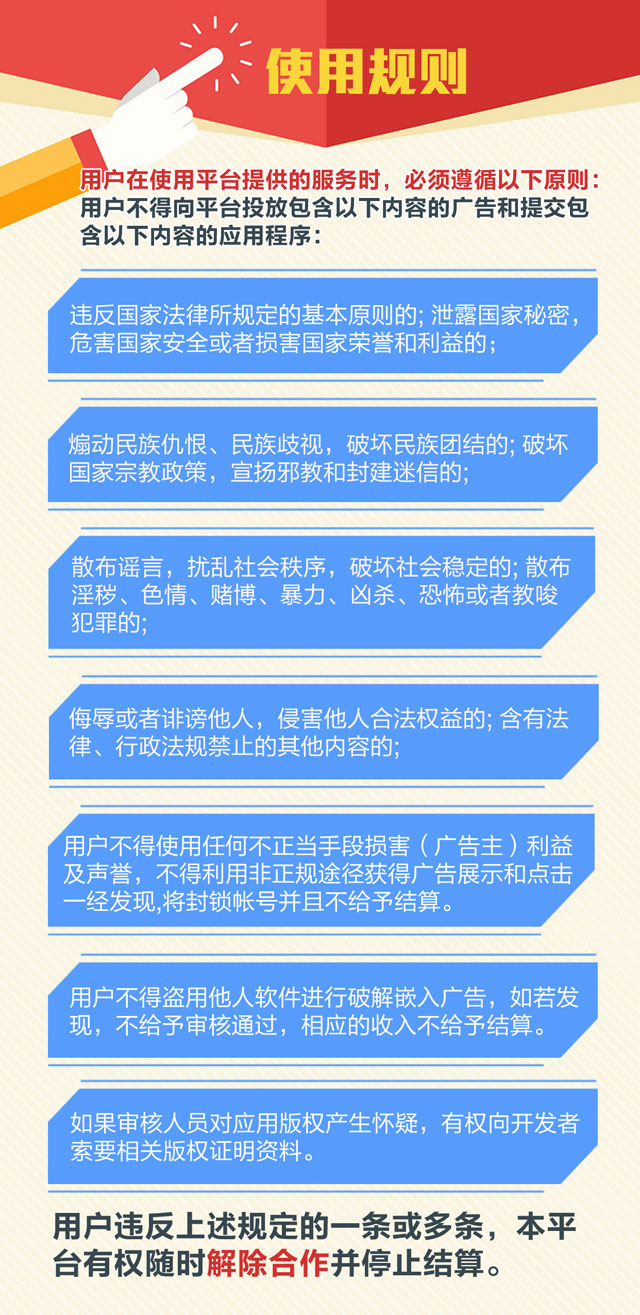 使用规则
用户在使用平台提供的服务时，必须遵循以下原则：
用户不得向平台投放包含以下内容的广告和提交包
含以下内容的应用程序：
违反国家法律所规定的基本原则的; 泄露国家秘密，
危害国家安全或者损害国家荣誉和利益的；
煽动民族仇恨、民族歧视，破坏民族团结的; 破坏
国家宗教政策，宣扬邪教和封建迷信的;
散布谣言，扰乱社会秩序，破坏社会稳定的; 散布
淫秽、色情、赌博、暴力、凶杀、恐怖或者教唆
犯罪的;
侮辱或者诽谤他人，侵害他人合法权益的; 含有法
律、行政法规禁止的其他内容的;
用户不得使用任何不正当手段损害（广告主）利益
及声誉，不得利用非正规途径获得广告展示和点击
一经发现,将封锁帐号并且不给予结算。
用户不得盗用他人软件进行破解嵌入广告，如若发
现，不给予审核通过，相应的收入不给予结算。
如果审核人员对应用版权产生怀疑，有权向开发者
索要相关版权证明资料。
用户违反上述规定的一条或多条，本平
台有权随时解除合作并停止结算。